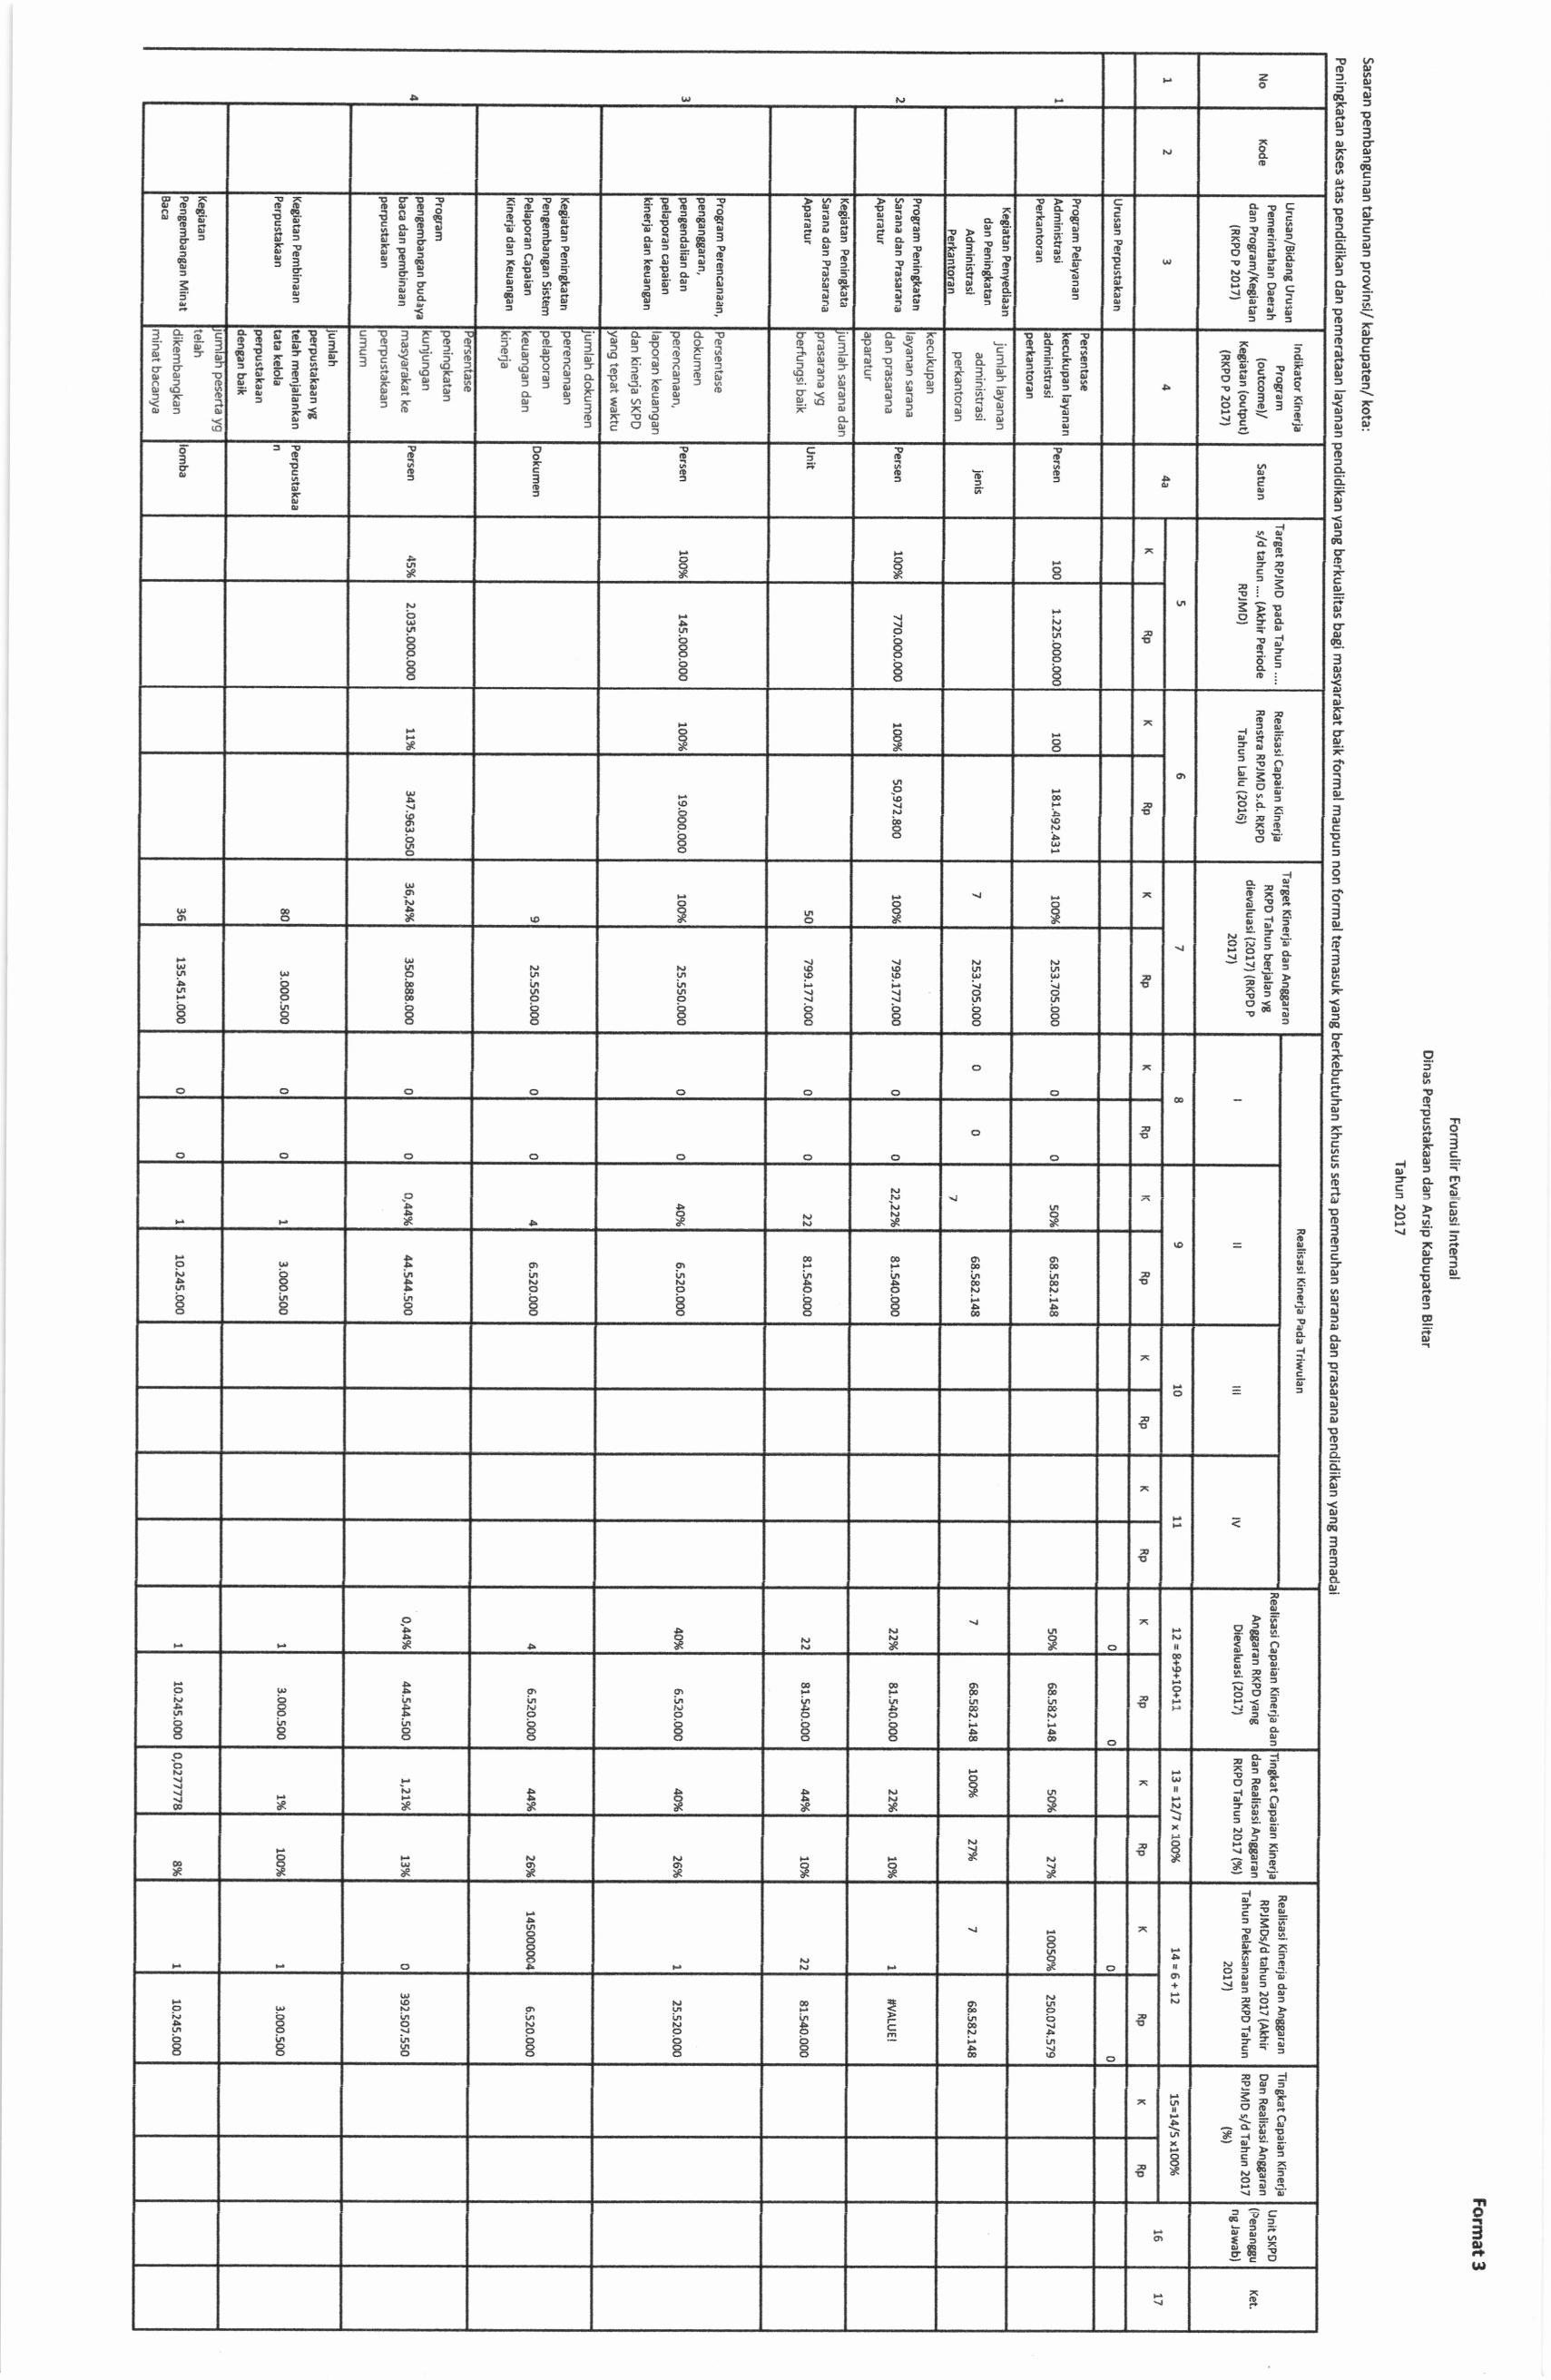 Format 3
Formulir Evaluasi Internal
Dinas Perpustakaan dan Arsip Kabupaten Blitar
Tahun 2017
Sasaran pembangunan tahunan provinsi/ kabupaten/ kota:
Peningkatan akses atas pendidikan dan pemerataan layanan pendidikan yang berkualitas bagi masyarakat baik formal maupun non formal termasuk yang berkebutuhan khusus serta pemenuhan sarana dan prasarana pendidikan yang memadai
No
Kode
Urusan/Bidang Urusan
Pemerintahan Daerah
dan Program/Kegiatan
(RKPD P 2017)
Indikator Kinerja
Program
(outcome)/
Kegiatan (output)
(RKPD P 2017)
Satuan
Target RPJMD pada Tahun ....
s/d tahun .... (Akhir Periode
RPJMD)
Realisasi Capaian Kinerja
Renstra RPJMD s.d. RKPD
Tahun Lalu (2016)
Target Kinerja dan Anggaran
RKPD Tahun berjalan yg
dievaluasi (2017) (RKPD P
2017)
Realisasi Kinerja Pada Triwulan
I
II
III
IV
Realisasi Capaian Kinerja dan
Anggaran RKPD yang
Dievaluasi (2017)
Tingkat Capaian Kinerja
dan Realisasi Anggaran
RKPD Tahun 2017 (%)
Realisasi Kinerja dan Anggaran
RPJMDs/d tahun 2017 (Akhir
Tahun Pelaksanaan RKPD Tahun
2017)
Tingkat Capaian Kinerja
Dan Realisasi Anggaran
RPJMD s/d Tahun 2017
(%)
Unit SKPD
(Penanggu
ng Jawab)
Ket.
1 2 3 4 4a 5 6 7 8 9 10 11 12 = 8+9+10+11 13 = 12/7 x 100% 14 = 6 + 12 15=14/5 x100% 16 17
K Rp K Rp K Rp K Rp K Rp K Rp K Rp K Rp K Rp K Rp K Rp
Urusan Perpustakaan 0 0 0 0
1
Program Pelayanan
Administrasi
Perkantoran
Persentase
kecukupan layanan
administrasi
perkantoran
Persen 100 1.225.000.000 100 181.492.431 100% 253.705.000 0 0 50% 68.582.148 50% 68.582.148 50% 27% 10050% 250.074.579
Kegiatan Penyediaan
dan Peningkatan
Administrasi
Perkantoran
jumlah layanan
administrasi
perkantoran
jenis 7 253.705.000 0 0 7 68.582.148 7 68.582.148 100% 27% 7 68.582.148
2
Program Peningkatan
Sarana dan Prasarana
Aparatur
kecukupan
layanan sarana
dan prasarana
aparatur
Persen 100% 770.000.000 100% 50,972.800 100% 799.177.000 0 0 22,22% 81.540.000 22% 81.540.000 22% 10% 1 #VALUE!
Kegiatan Peningkata
Sarana dan Prasarana
Aparatur
jumlah sarana dan
prasarana yg
berfungsi baik
Unit 50 799.177.000 0 0 22 81.540.000 22 81.540.000 44% 10% 22 81.540.000
3
Program Perencanaan,
penganggaran,
pengendalian dan
pelaporan capaian
kinerja dan keuangan
Persentase
dokumen
perencanaan,
laporan keuangan
dan kinerja SKPD
yang tepat waktu
Persen 100% 145.000.000 100% 19.000.000 100% 25.550.000 0 0 40% 6.520.000 40% 6.520.000 40% 26% 1 25.520.000
Kegiatan Peningkatan
Pengembangan Sistem
Pelaporan Capaian
Kinerja dan Keuangan
jumlah dokumen
perencanaan
pelaporan
keuangan dan
kinerja
Dokumen 9 25.550.000 0 0 4 6.520.000 4 6.520.000 44% 26% 145000004 6.520.000
4
Program
pengembangan budaya
baca dan pembinaan
perpustakaan
Persentase
peningkatan
kunjungan
masyarakat ke
perpustakaan
umum
Persen 45% 2.035.000.000 11% 347.963.050 36,24% 350.888.000 0 0 0,44% 44.544.500 0,44% 44.544.500 1,21% 13% 0 392.507.550
Kegiatan Pembinaan
Perpustakaan
jumlah
perpustakaan yg
telah menjalankan
tata kelola
perpustakaan
dengan baik
Perpustakaa
n
80 3.000.500 0 0 1 3.000.500 1 3.000.500 1% 100% 1 3.000.500
Kegiatan
Pengembangan Minat
Baca
jumlah peserta yg
telah
dikembangkan
minat bacanya
lomba 36 135.451.000 0 0 1 10.245.000 1 10.245.000 0,0277778 8% 1 10.245.000